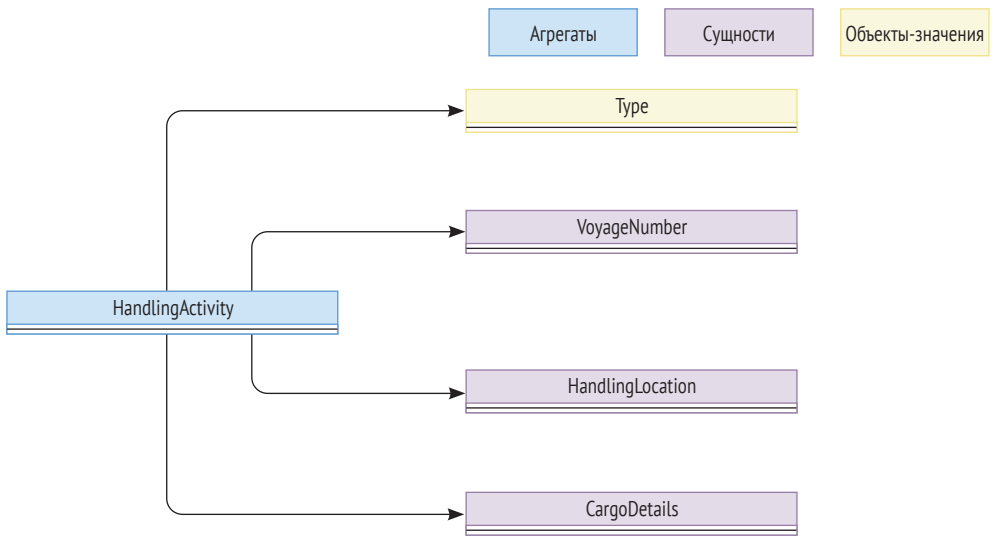 Агрегаты
Сущности
Объекты-значения
Type
VoyageNumber
HandlingActivity
HandlingLocation
CargoDetails